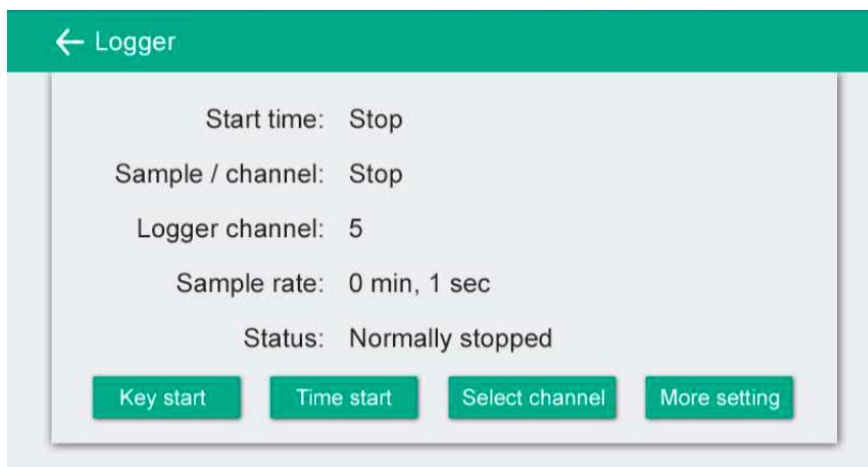 Logger
Start time: Stop
Sample / channel: Stop
Logger channel: 5
Sample rate: 0 min, 1 sec
Status: Normally stopped
Key start Time start Select channel More setting